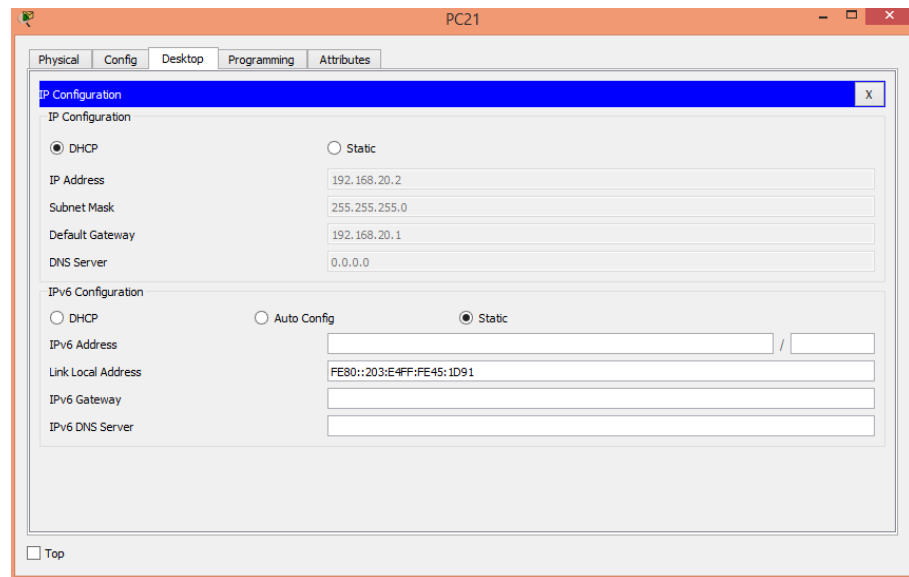 PC21
Physical Config Desktop Programming Attributes
IP Configuration X
IP Configuration
DHCP Static
IP Address 192.168.20.2
Subnet Mask 255.255.255.0
Default Gateway 192.168.20.1
DNS Server 0.0.0.0
IPv6 Configuration
DHCP Auto Config Static
IPv6 Address /
Link Local Address FE80::203:E4FF:FE45:1D91
IPv6 Gateway
IPv6 DNS Server
Top